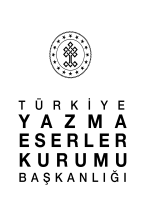 TÜRKİYE
YAZMA
ESERLER
KURUMU
BAŞKANLIĞI